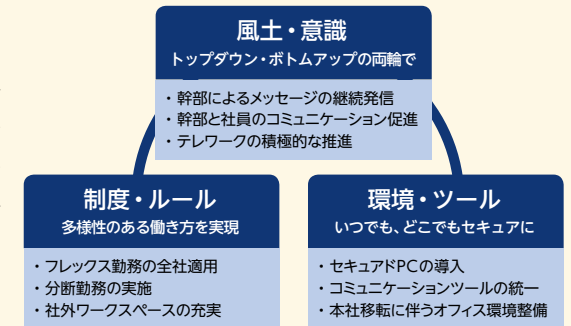 風土・意識
トップダウン・ボトムアップの両輪で
・幹部によるメッセージの継続発信
・幹部と社員のコミュニケーション促進
・テレワークの積極的な推進
制度・ルール
多様性のある働き方を実現
・フレックス勤務の全社適用
・分断勤務の実施
・社外ワークスペースの充実
環境・ツール
いつでも、どこでもセキュアに
・セキュアドPCの導入
・コミュニケーションツールの統一
・本社移転に伴うオフィス環境整備